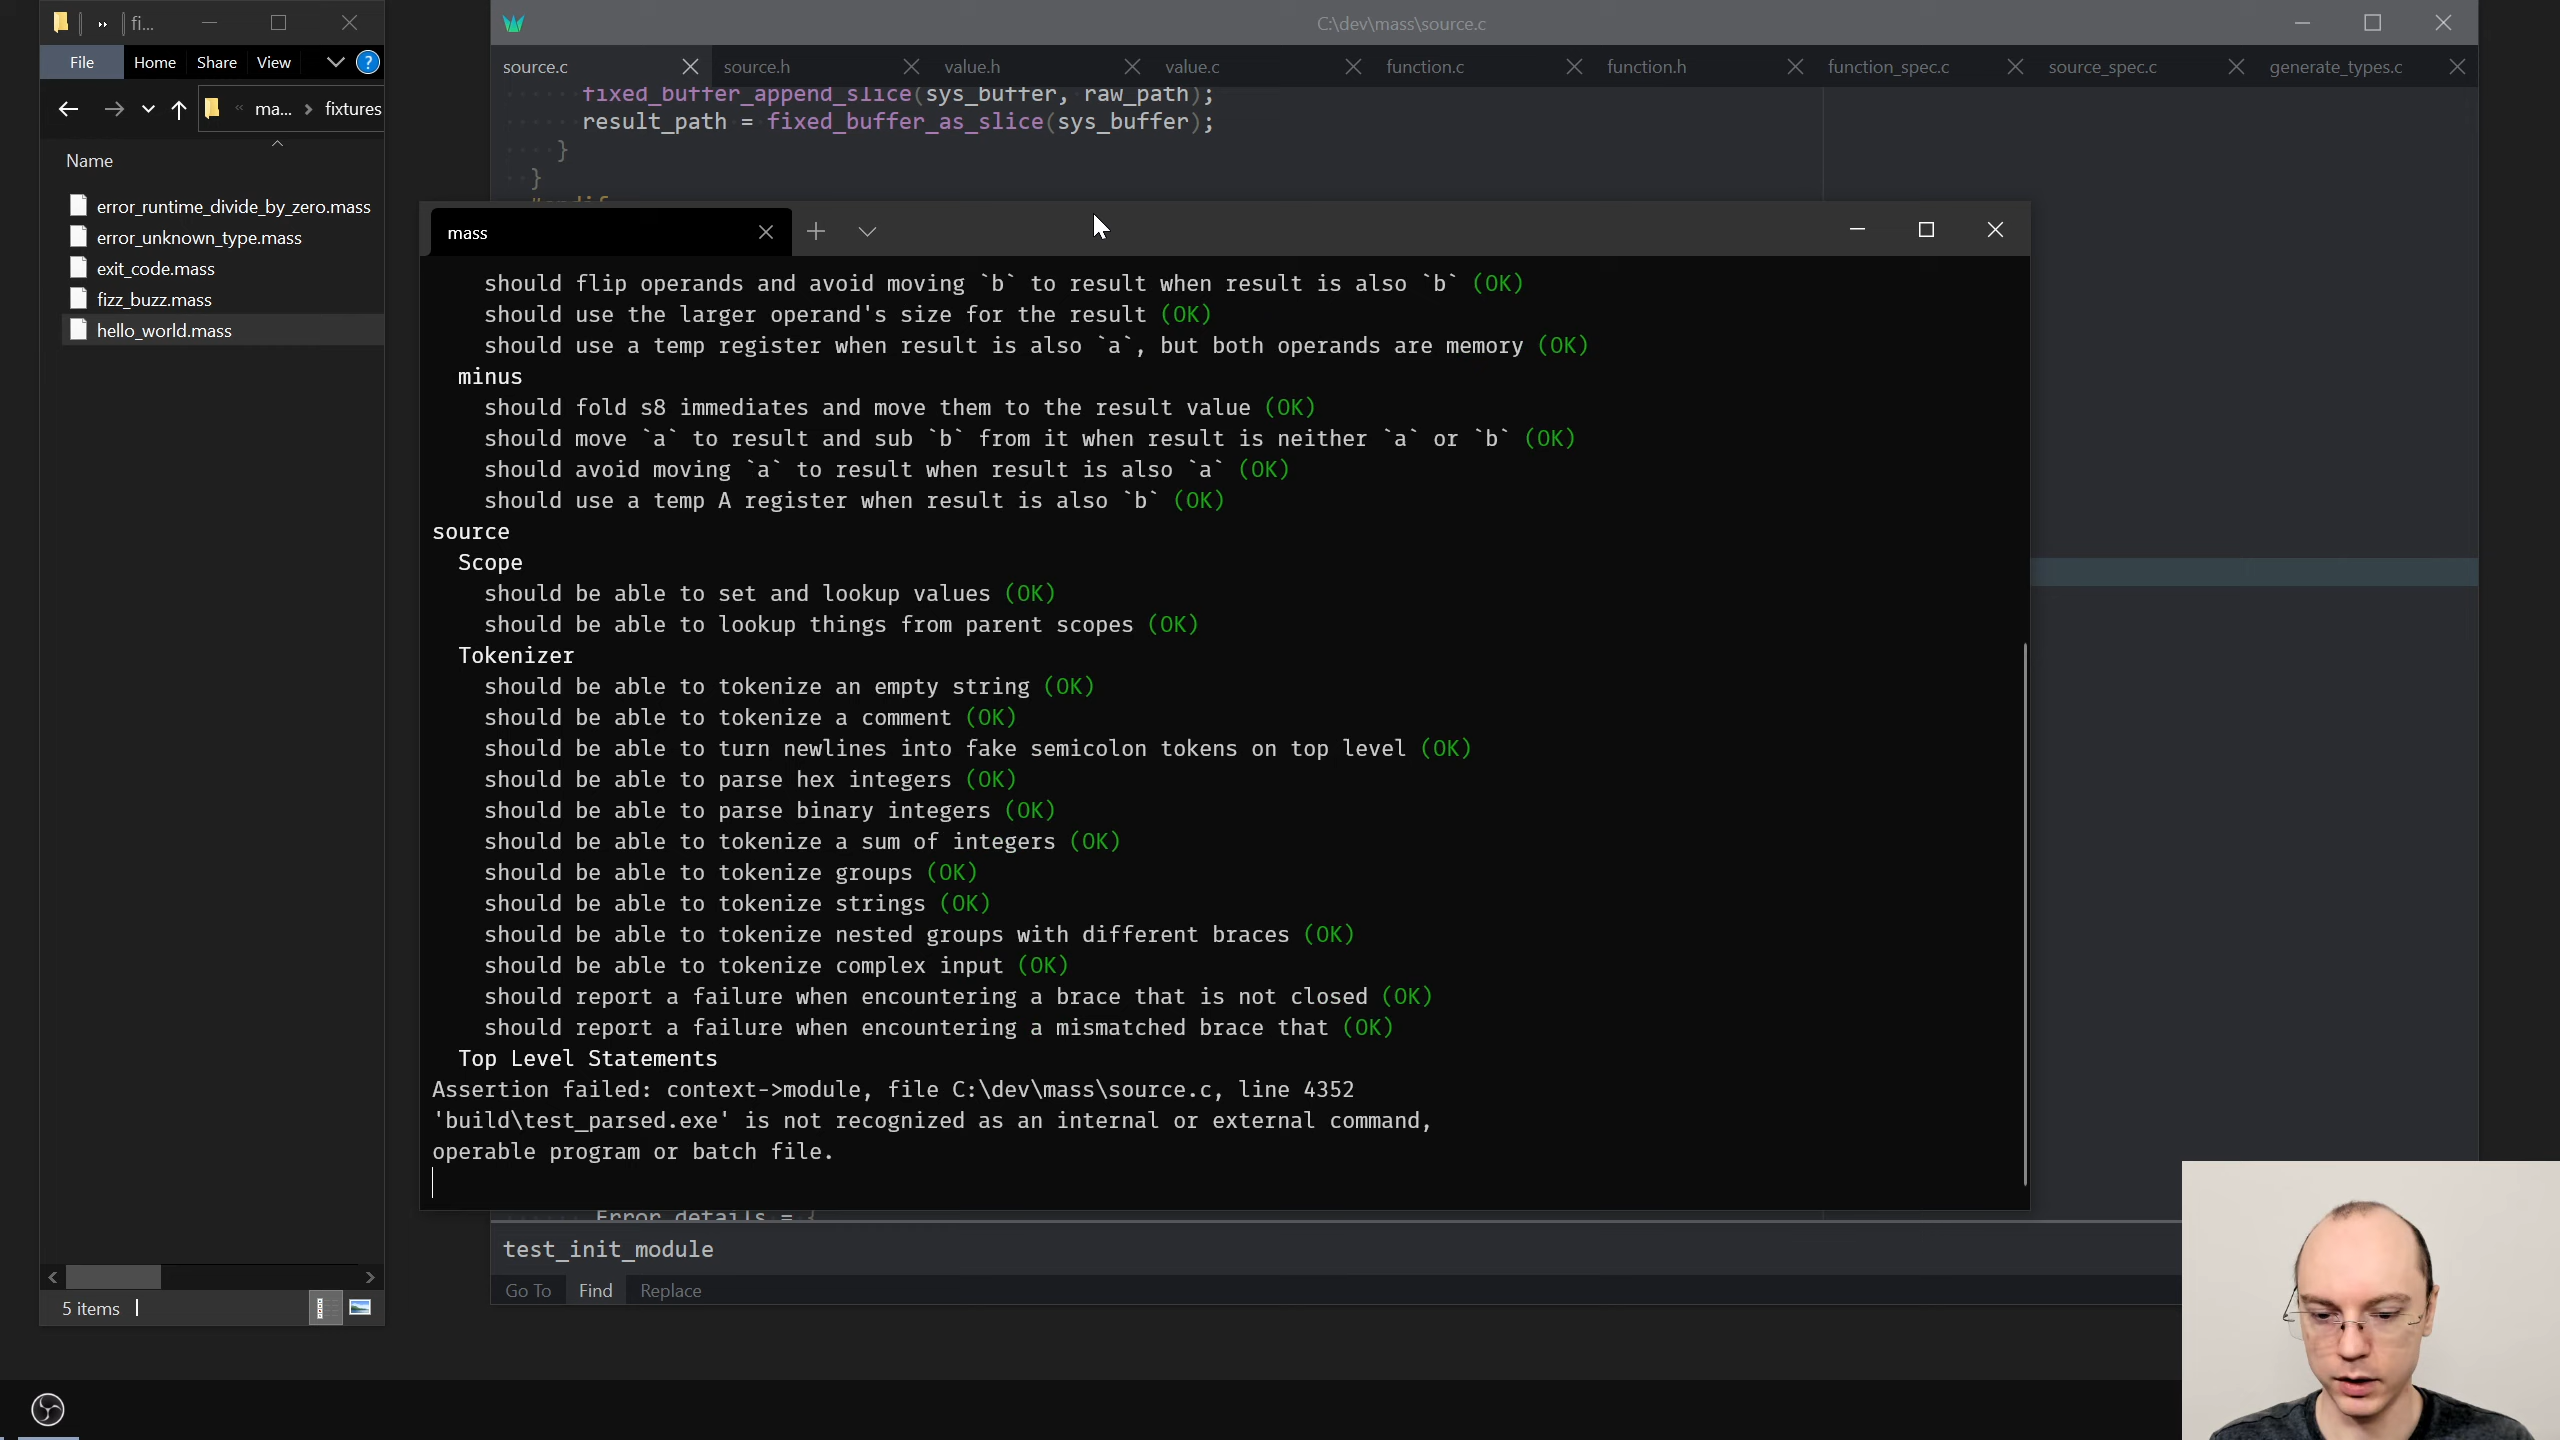 fi...
File
Home
Share
View
?
ma...
fixtures
Name
error_runtime_divide_by_zero.mass
error_unknown_type.mass
exit_code.mass
fizz_buzz.mass
hello_world.mass
5 items
C:\dev\mass\source.c
source.c
source.h
value.h
value.c
function.c
function.h
function_spec.c
source_spec.c
generate_types.c
fixed_buffer_append_slice(sys_buffer, raw_path);
result_path = fixed_buffer_as_slice(sys_buffer);
}
}
#endif
mass
should flip operands and avoid moving `b` to result when result is also `b` (OK)
should use the larger operand's size for the result (OK)
should use a temp register when result is also `a`, but both operands are memory (OK)
minus
should fold s8 immediates and move them to the result value (OK)
should move `a` to result and sub `b` from it when result is neither `a` or `b` (OK)
should avoid moving `a` to result when result is also `a` (OK)
should use a temp A register when result is also `b` (OK)
source
Scope
should be able to set and lookup values (OK)
should be able to lookup things from parent scopes (OK)
Tokenizer
should be able to tokenize an empty string (OK)
should be able to tokenize a comment (OK)
should be able to turn newlines into fake semicolon tokens on top level (OK)
should be able to parse hex integers (OK)
should be able to parse binary integers (OK)
should be able to tokenize a sum of integers (OK)
should be able to tokenize groups (OK)
should be able to tokenize strings (OK)
should be able to tokenize nested groups with different braces (OK)
should be able to tokenize complex input (OK)
should report a failure when encountering a brace that is not closed (OK)
should report a failure when encountering a mismatched brace that (OK)
Top Level Statements
Assertion failed: context->module, file C:\dev\mass\source.c, line 4352
'build\test_parsed.exe' is not recognized as an internal or external command,
operable program or batch file.
Error details = {
test_init_module
Go To
Find
Replace